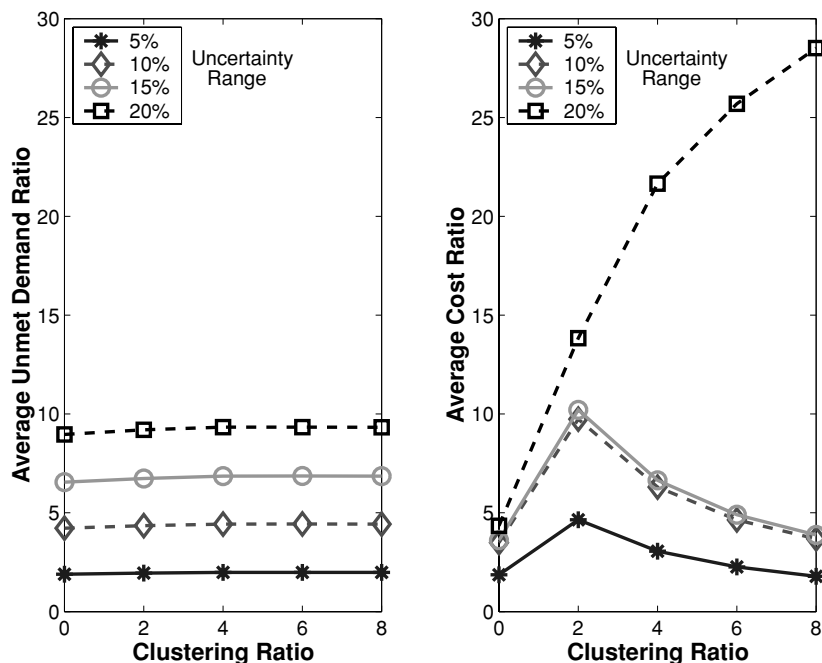 30
25
20
15
10
5
0
Average Unmet Demand Ratio
5%
10%
15%
20%
Uncertainty
Range
0 2 4 6 8
Clustering Ratio
30
25
20
15
10
5
0
Average Cost Ratio
5%
10%
15%
20%
Uncertainty
Range
0 2 4 6 8
Clustering Ratio